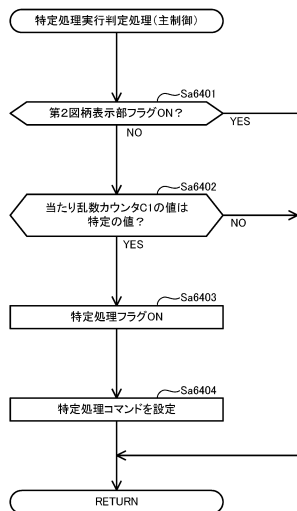 特定処理実行判定処理（主制御）
Sa6401
第2図柄表示部フラグON？
YES
NO
Sa6402
当たり乱数カウンタC1の値は
特定の値？
NO
YES
Sa6403
特定処理フラグON
Sa6404
特定処理コマンドを設定
RETURN